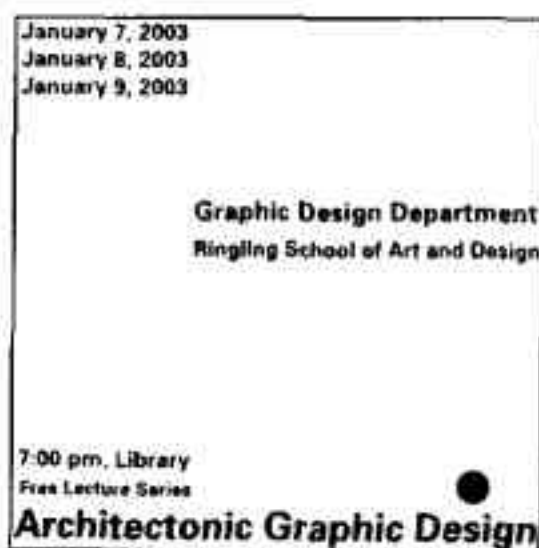 January 7, 2003
January 8, 2003
January 9, 2003
Graphic Design Department
Ringling School of Art and Design
7:00 pm, Library
Free Lecture Series
Architectonic Graphic Design